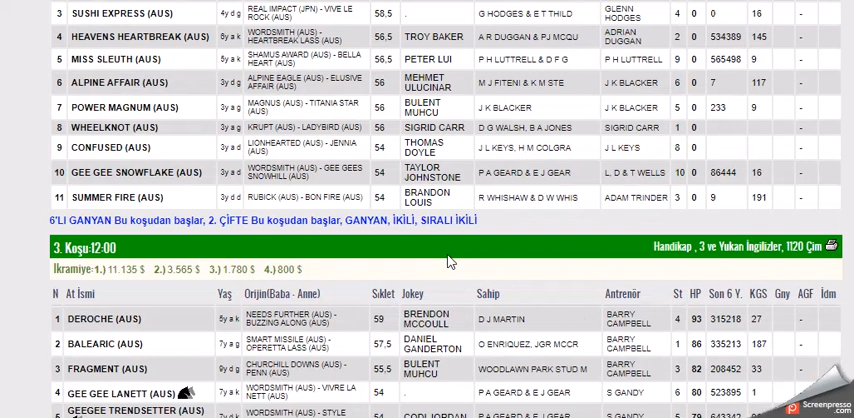 3 SUSHI EXPRESS (AUS) 4y d g REAL IMPACT (JPN) - VIVE LE ROCK (AUS) 58,5 . G HODGES & E T THILD GLENN HODGES 4 0 0 16 -
4 HEAVENS HEARTBREAK (AUS) 6y a k WORDSMITH (AUS) - HEARTBREAK LASS (AUS) 56,5 TROY BAKER A R DUGGAN & PJ MCQU ADRIAN DUGGAN 2 0 534389 145 -
5 MISS SLEUTH (AUS) 5y a k SHAMUS AWARD (AUS) - BELLA HEART (AUS) 56,5 PETER LUI P H LUTTRELL & D F G P H LUTTRELL 9 0 565498 9 -
6 ALPINE AFFAIR (AUS) 3y d g ALPINE EAGLE (AUS) - ELUSIVE AFFAIR (AUS) 56 MEHMET ULUCINAR M J FITENI & K M STE J K BLACKER 6 0 7 117 -
7 POWER MAGNUM (AUS) 3y a g MAGNUS (AUS) - TITANIA STAR (AUS) 56 BULENT MUHCU J K BLACKER J K BLACKER 5 0 233 9 -
8 WHEELKNOT (AUS) 3y a g KRUPT (AUS) - LADYBIRD (AUS) 56 SIGRID CARR D G WALSH, B A JONES SIGRID CARR 1 0 -
9 CONFUSED (AUS) 3y a d LIONHEARTED (AUS) - JENNIA (AUS) 54 THOMAS DOYLE J L KEYS, H M COLGRA J L KEYS 8 0 -
10 GEE GEE SNOWFLAKE (AUS) 3y a d WORDSMITH (AUS) - GEE GEES SNOWHILL (AUS) 54 TAYLOR JOHNSTONE P A GEARD & E J GEAR L, D & T WELLS 10 0 86444 16 -
11 SUMMER FIRE (AUS) 3y d d RUBICK (AUS) - BON FIRE (AUS) 54 BRANDON LOUIS R WHISHAW & D W WHIS ADAM TRINDER 3 0 9 191 -
6'LI GANYAN Bu koşudan başlar, 2. ÇİFTE Bu koşudan başlar, GANYAN, İKİLİ, SIRALI İKİLİ
3. Koşu:12:00 Handikap , 3 ve Yukarı İngilizler, 1120 Çim
İkramiye:1.) 11.135 $ 2.) 3.565 $ 3.) 1.780 $ 4.) 800 $
N At İsmi Yaş Orijin(Baba - Anne) Sıklet Jokey Sahip Antrenör St HP Son 6 Y. KGS Gny AGF İdm
1 DEROCHE (AUS) 5y a k NEEDS FURTHER (AUS) - BUZZING ALONG (AUS) 59 BRENDON MCCOULL D J MARTIN BARRY CAMPBELL 4 93 315218 27 -
2 BALEARIC (AUS) 7y a g SMART MISSILE (AUS) - OPERETTA LASS (AUS) 57,5 DANIEL GANDERTON O ENRIQUEZ, JGR MCCR BARRY CAMPBELL 1 86 335213 187 -
3 FRAGMENT (AUS) 9y d g CHURCHILL DOWNS (AUS) - PENN (AUS) 55,5 BULENT MUHCU WOODLAWN PARK STUD M BARRY CAMPBELL 3 82 208452 33 -
4 GEE GEE LANETT (AUS) 7y a k WORDSMITH (AUS) - VIVRE LA NETT (AUS) 54 . P A GEARD & E J GEAR S GANDY 6 80 523895 1 -
GEEGEE TRENDSETTER (AUS) WORDSMITH (AUS) - STYLE
Screenpresso.com